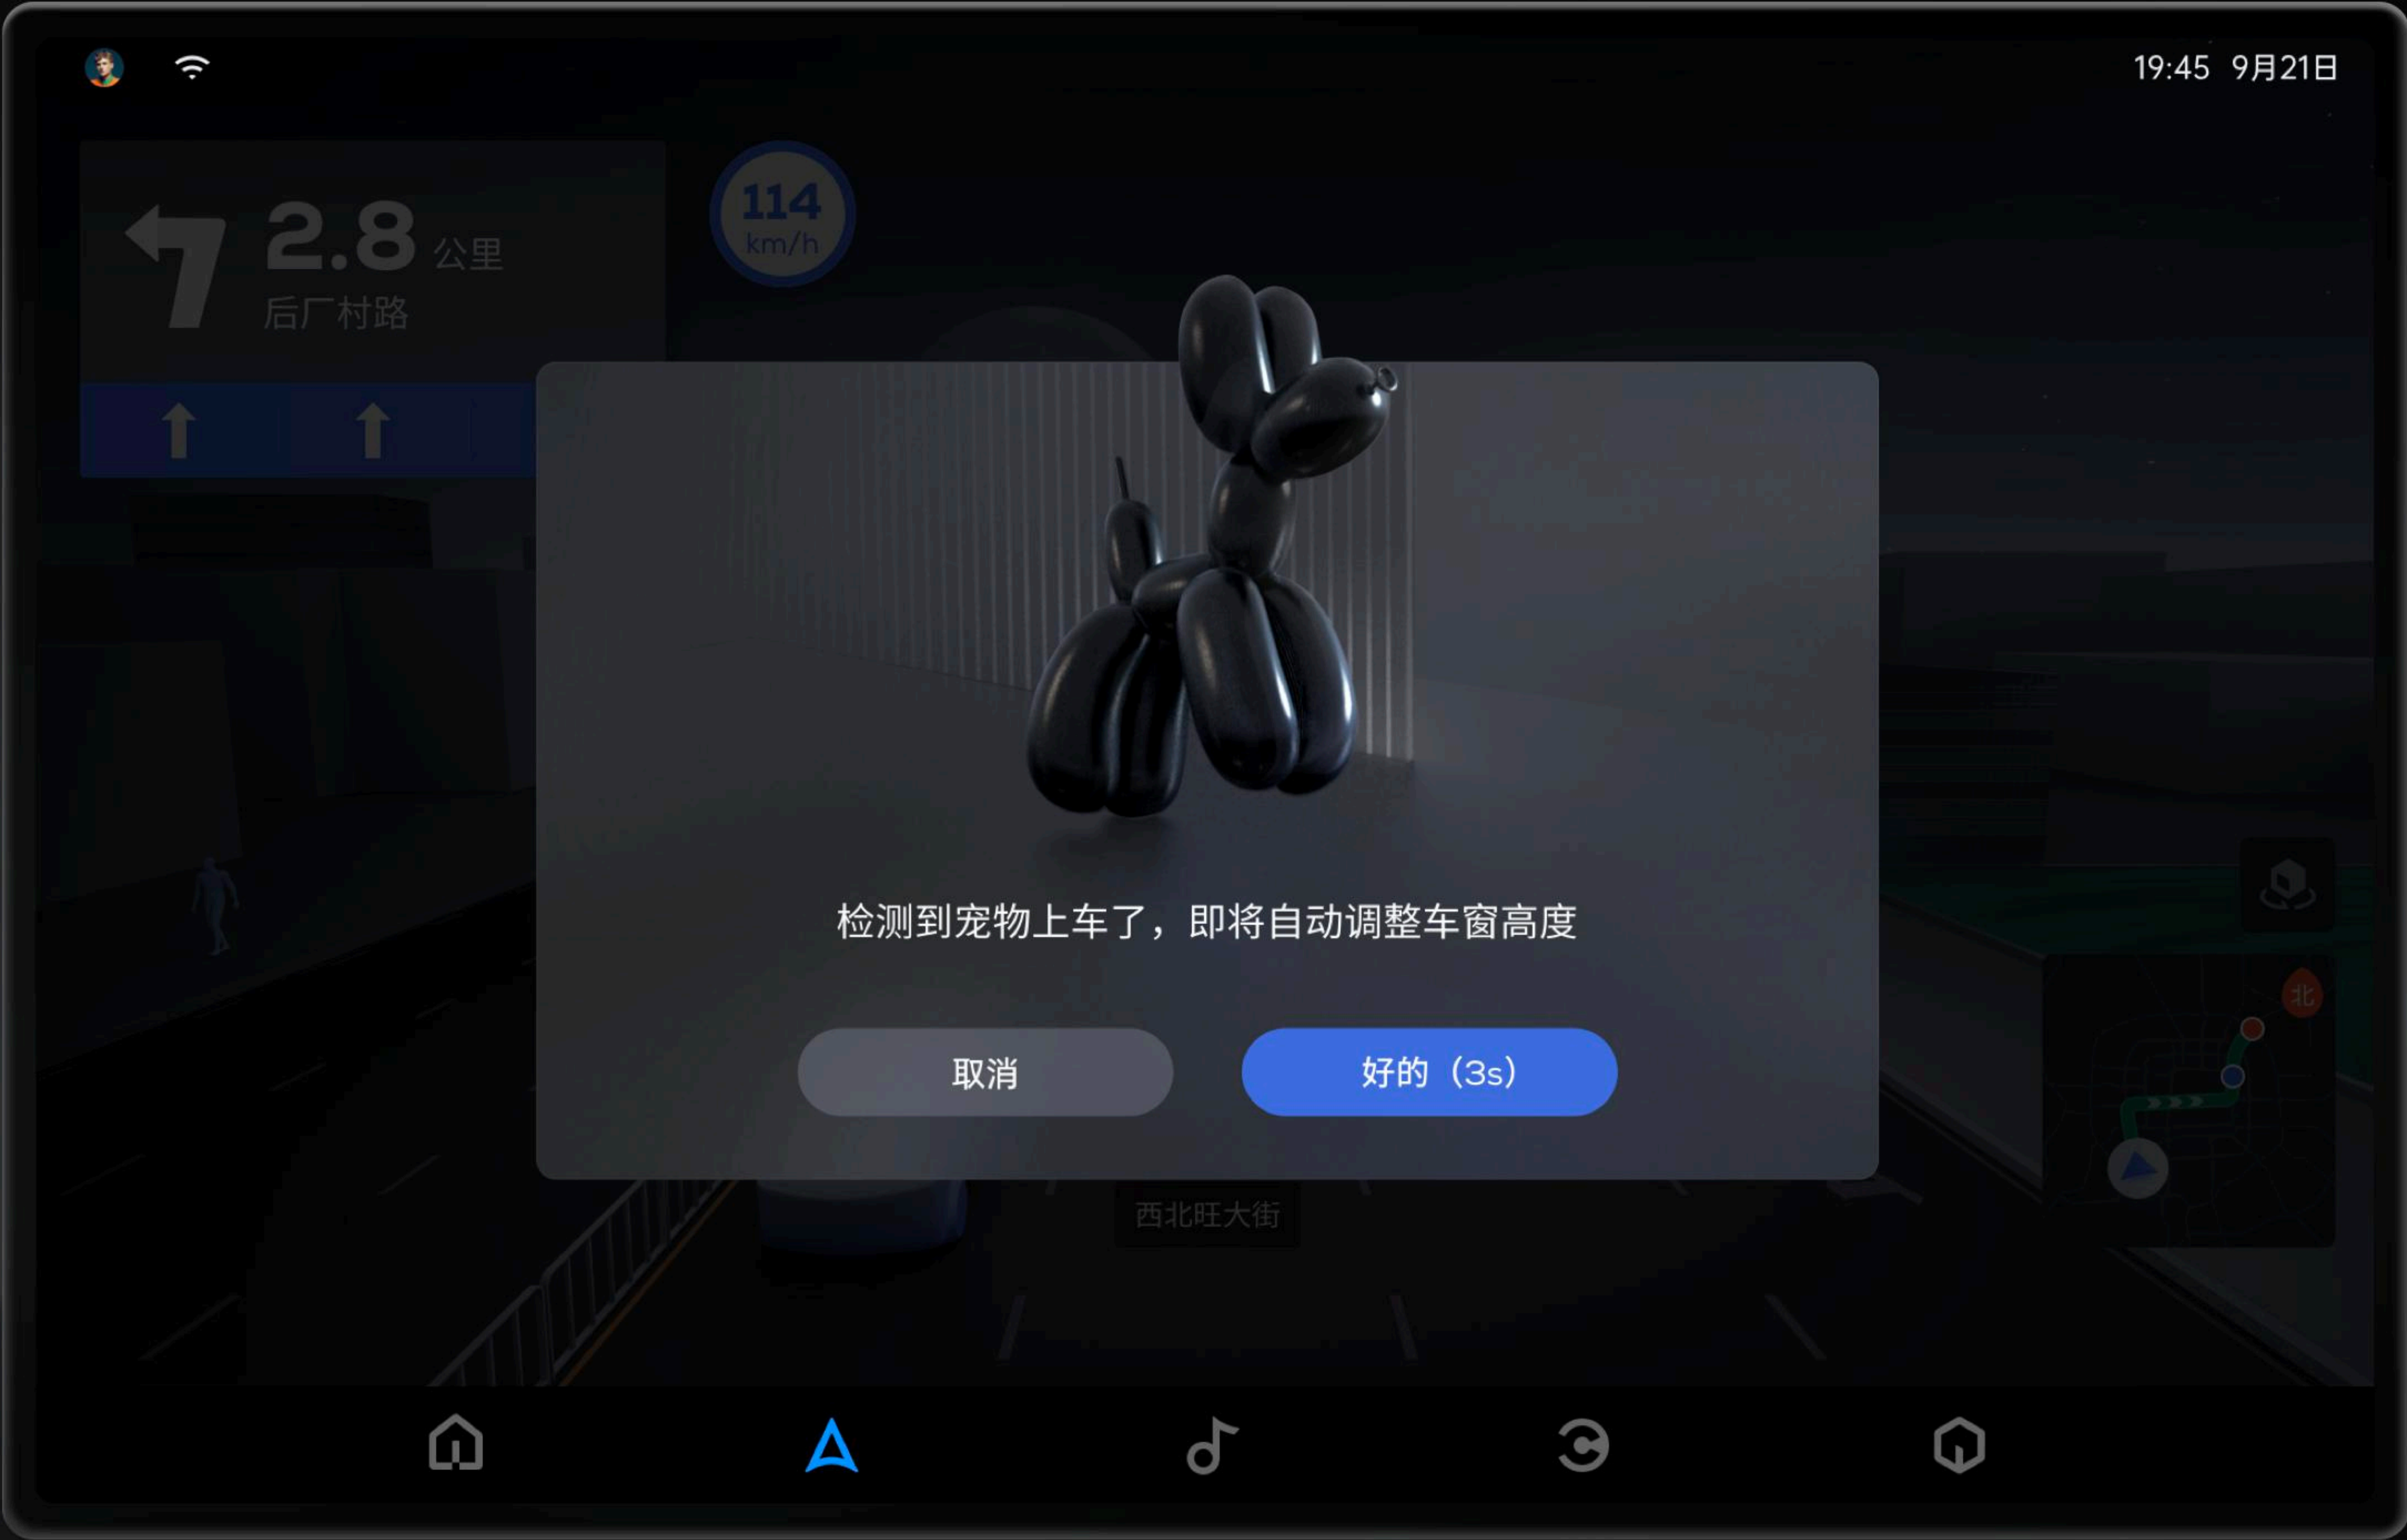 19:45 9月21日
2.8 公里
后厂村路
114
km/h
检测到宠物上车了，即将自动调整车窗高度
取消
好的（3s）
北
西北旺大街